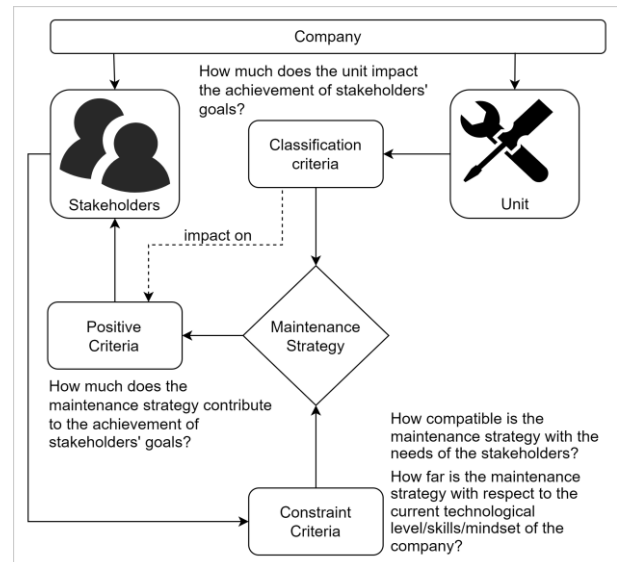 Company
How much does the unit impact
the achievement of stakeholders'
goals?
Classification
criteria
Stakeholders
Unit
impact on
Positive
Criteria
Maintenance
Strategy
How much does the
maintenance strategy contribute
to the achievement of
stakeholders' goals?
How compatible is the
maintenance strategy with the
needs of the stakeholders?
How far is the maintenance
strategy with respect to the
current technological
level/skills/mindset of the
company?
Constraint
Criteria